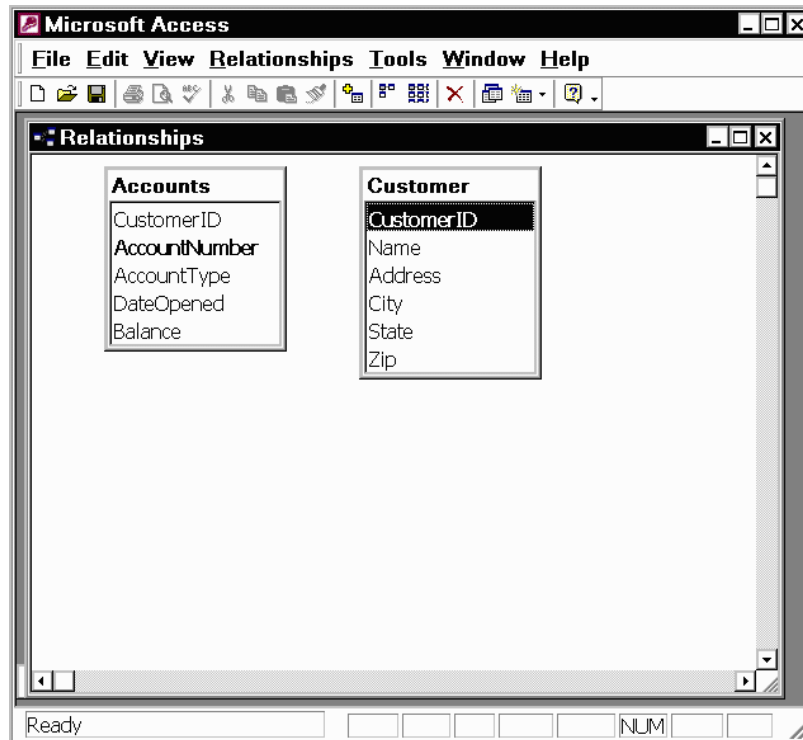 Microsoft Access
File Edit View Relationships Tools Window Help
Relationships
Accounts
CustomerID
AccountNumber
AccountType
DateOpened
Balance
Customer
CustomerID
Name
Address
City
State
Zip
Ready NUM